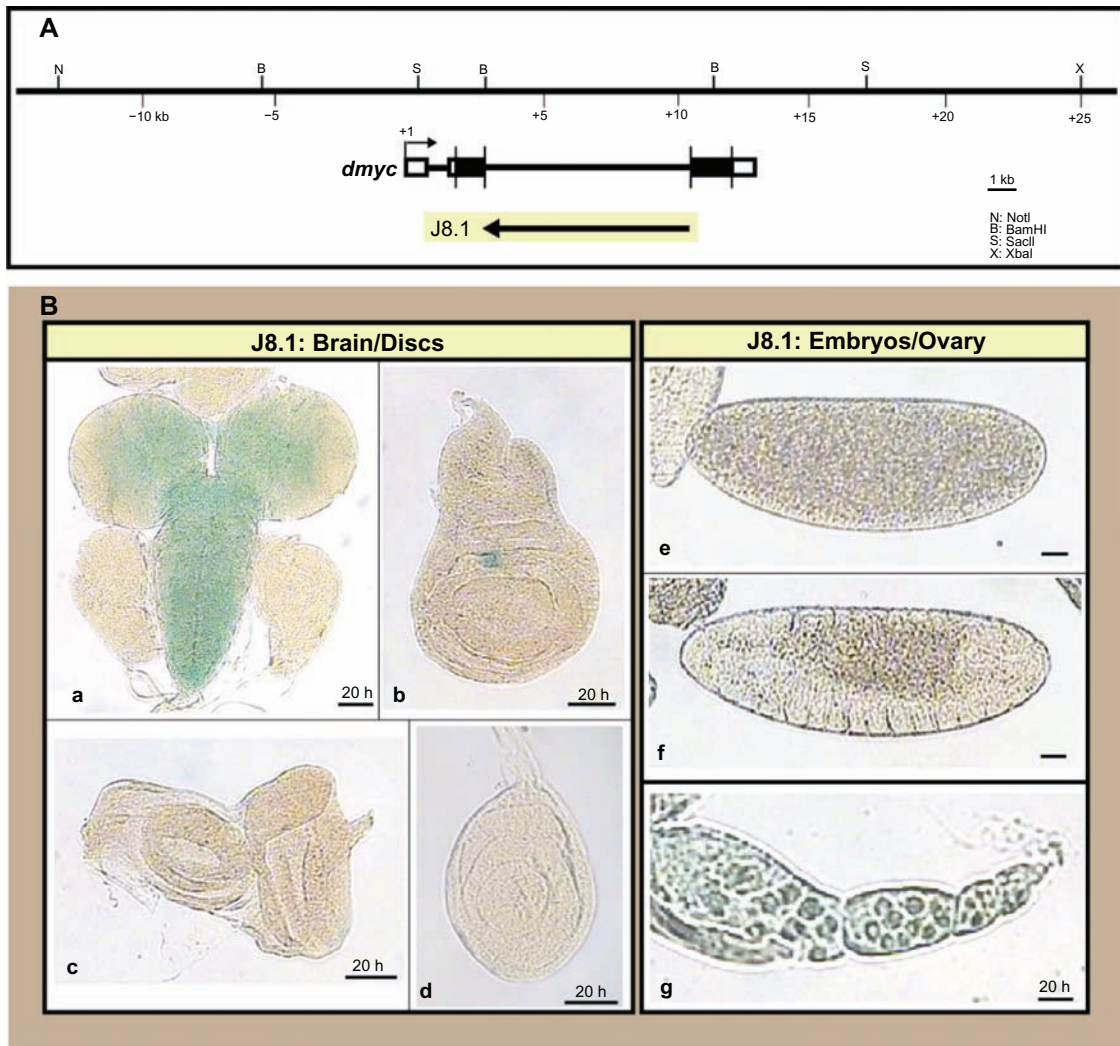 A
N B S B B S X
−10 kb −5 +5 +10 +15 +20 +25
+1
dmyc
1 kb
J8.1
N: NotI
B: BamHI
S: SacII
X: XbaI
B
J8.1: Brain/Discs
J8.1: Embryos/Ovary
a
20 h
b
20 h
c
20 h
d
20 h
e
f
g
20 h